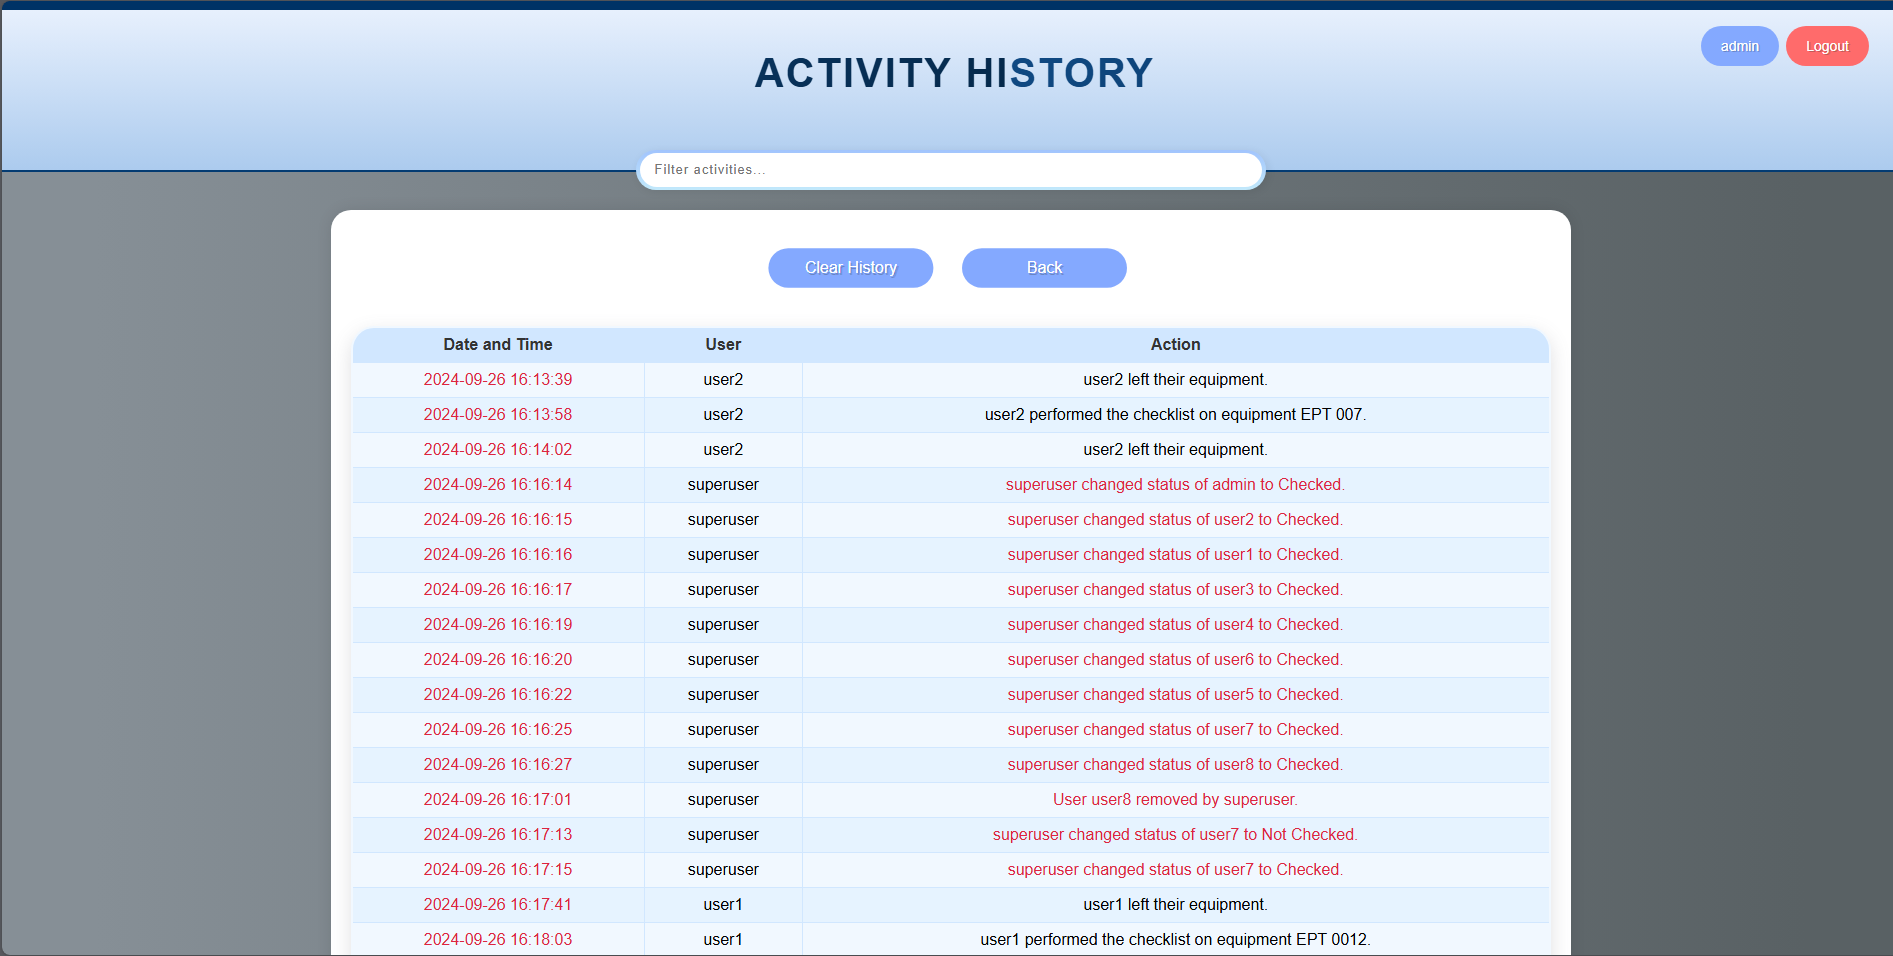 admin Logout
ACTIVITY HISTORY
Filter activities...
Clear History Back
Date and Time User Action
2024-09-26 16:13:39 user2 user2 left their equipment.
2024-09-26 16:13:58 user2 user2 performed the checklist on equipment EPT 007.
2024-09-26 16:14:02 user2 user2 left their equipment.
2024-09-26 16:16:14 superuser superuser changed status of admin to Checked.
2024-09-26 16:16:15 superuser superuser changed status of user2 to Checked.
2024-09-26 16:16:16 superuser superuser changed status of user1 to Checked.
2024-09-26 16:16:17 superuser superuser changed status of user3 to Checked.
2024-09-26 16:16:19 superuser superuser changed status of user4 to Checked.
2024-09-26 16:16:20 superuser superuser changed status of user6 to Checked.
2024-09-26 16:16:22 superuser superuser changed status of user5 to Checked.
2024-09-26 16:16:25 superuser superuser changed status of user7 to Checked.
2024-09-26 16:16:27 superuser superuser changed status of user8 to Checked.
2024-09-26 16:17:01 superuser User user8 removed by superuser.
2024-09-26 16:17:13 superuser superuser changed status of user7 to Not Checked.
2024-09-26 16:17:15 superuser superuser changed status of user7 to Checked.
2024-09-26 16:17:41 user1 user1 left their equipment.
2024-09-26 16:18:03 user1 user1 performed the checklist on equipment EPT 0012.